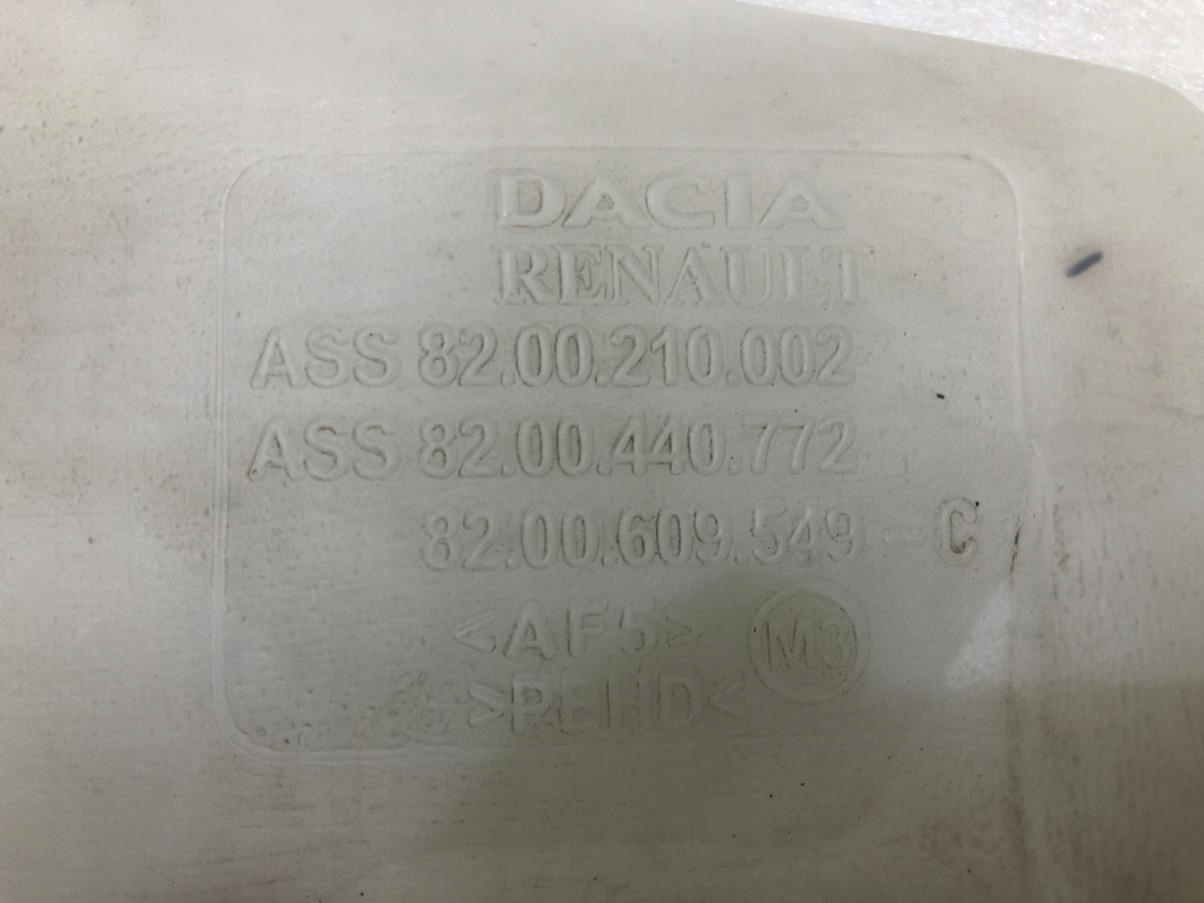 DACIA
RENAULT
ASS 82.00.210.002
ASS 82.00.440.772
82.00.609.549 - C
<AF5>
M3
>PEHD<